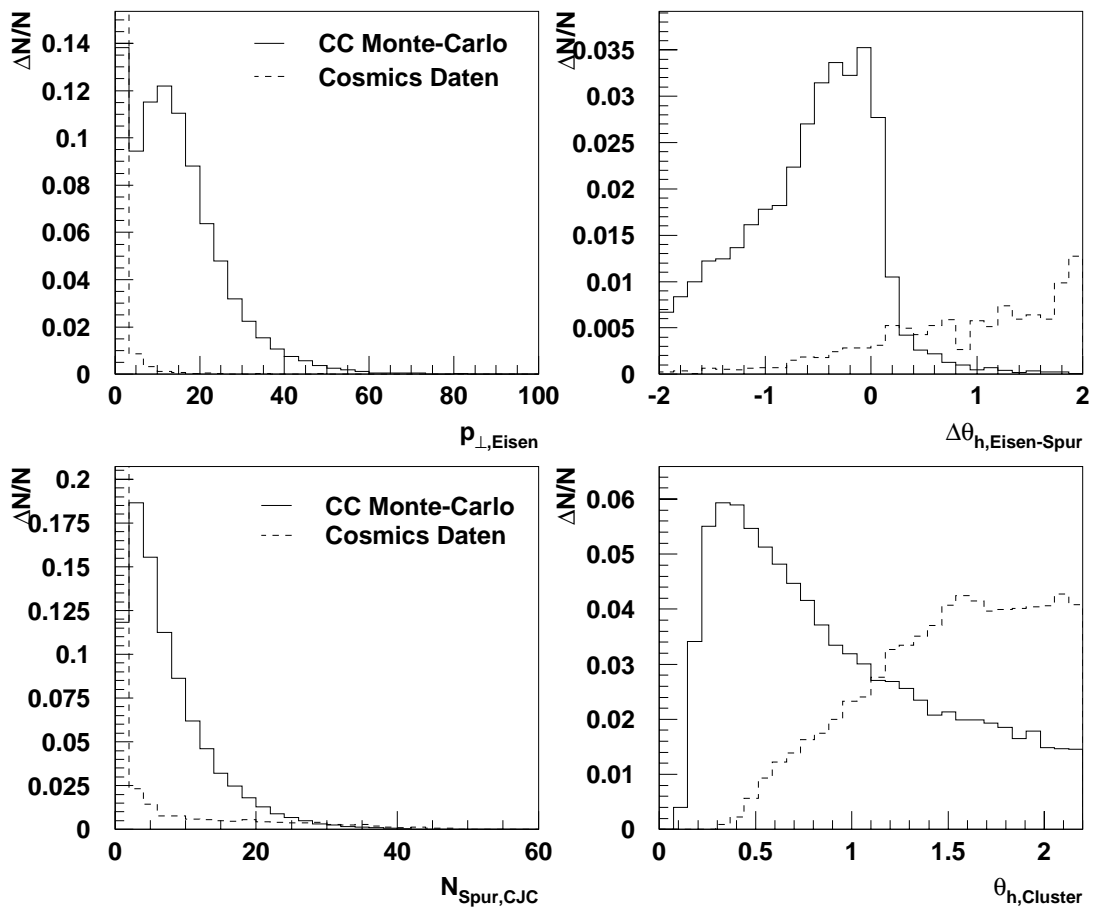 ΔN/N
0.14
0.12
0.1
0.08
0.06
0.04
0.02
0
CC Monte-Carlo
Cosmics Daten
0 20 40 60 80 100
p⊥,Eisen
ΔN/N
0.035
0.03
0.025
0.02
0.015
0.01
0.005
0
-2 -1 0 1 2
Δθh,Eisen-Spur
ΔN/N
0.2
0.175
0.15
0.125
0.1
0.075
0.05
0.025
0
CC Monte-Carlo
Cosmics Daten
0 20 40 60
NSpur,CJC
ΔN/N
0.06
0.05
0.04
0.03
0.02
0.01
0
0 0.5 1 1.5 2
θh,Cluster